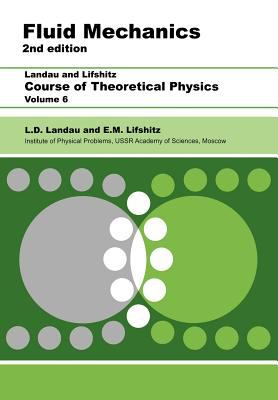 Fluid Mechanics
2nd edition
Landau and Lifshitz
Course of Theoretical Physics
Volume 6
L.D. Landau and E.M. Lifshitz
Institute of Physical Problems, USSR Academy of Sciences, Moscow